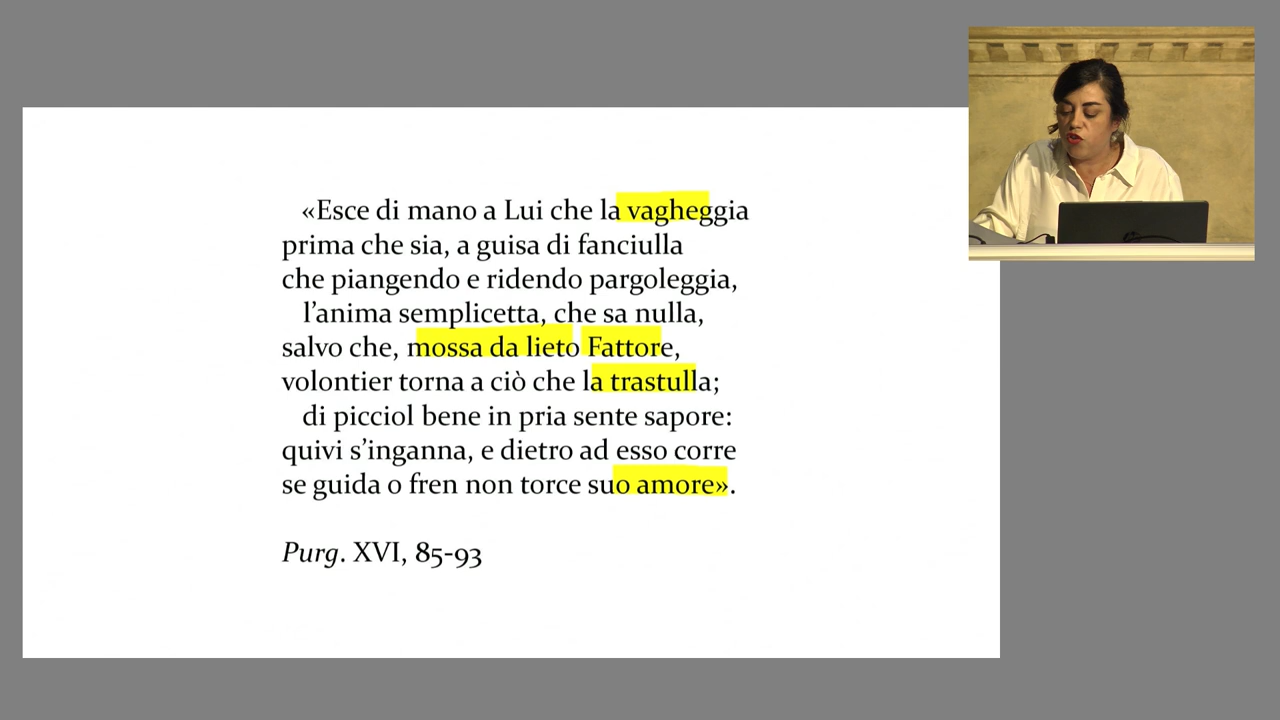 «Esce di mano a Lui che la vagheggia
prima che sia, a guisa di fanciulla
che piangendo e ridendo pargoleggia,
l’anima semplicetta, che sa nulla,
salvo che, mossa da lieto Fattore,
volontier torna a ciò che la trastulla;
di picciol bene in pria sente sapore:
quivi s’inganna, e dietro ad esso corre
se guida o fren non torce suo amore».
Purg. XVI, 85-93